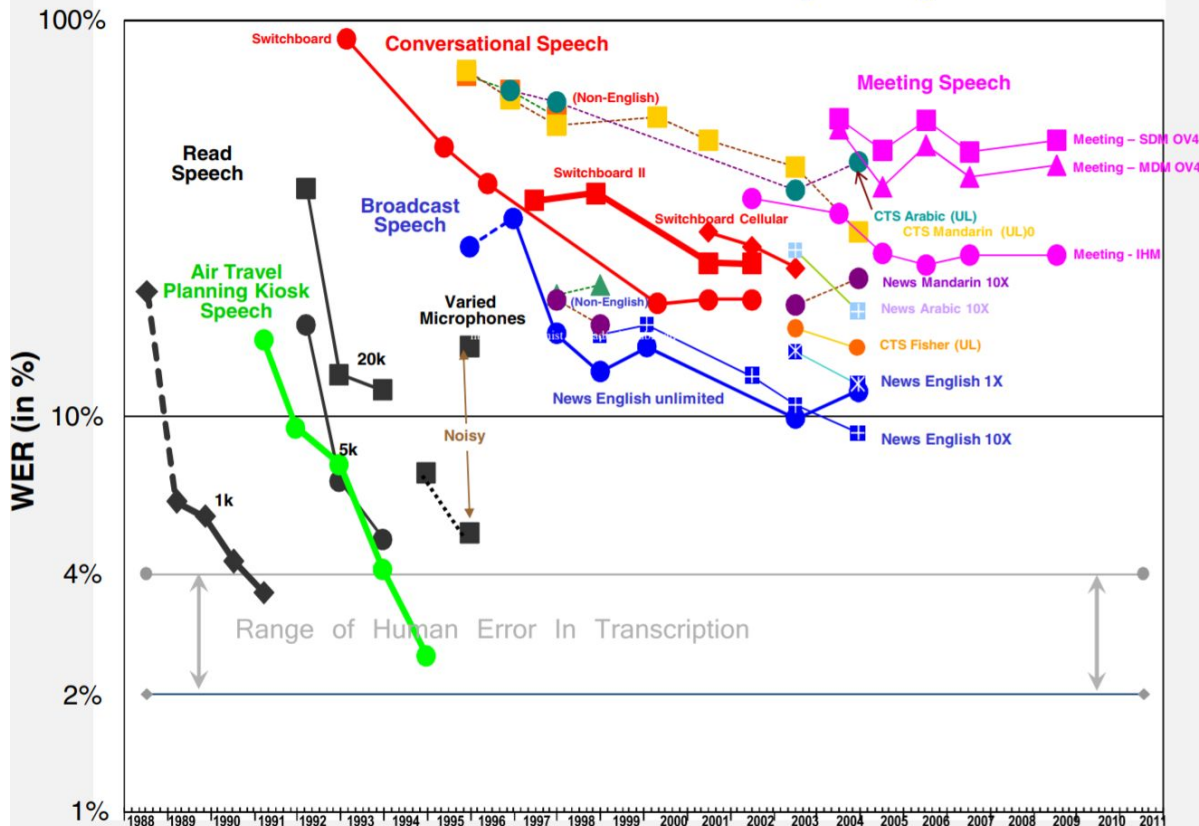 100%
Switchboard
Conversational Speech
Meeting Speech
(Non-English)
Meeting – SDM OV4
Read
Speech
Meeting – MDM OV4
Switchboard II
Broadcast
Speech
Switchboard Cellular
CTS Arabic (UL)
CTS Mandarin (UL)0
Meeting - IHM
Air Travel
Planning Kiosk
Speech
News Mandarin 10X
Varied
Microphones
(Non-English)
News Arabic 10X
CTS Fisher (UL)
20k
News English 1X
News English unlimited
10%
Noisy
News English 10X
5k
1k
WER (in %)
4%
Range of Human Error In Transcription
2%
1%
1988 1989 1990 1991 1992 1993 1994 1995 1996 1997 1998 1999 2000 2001 2002 2003 2004 2005 2006 2007 2008 2009 2010 2011